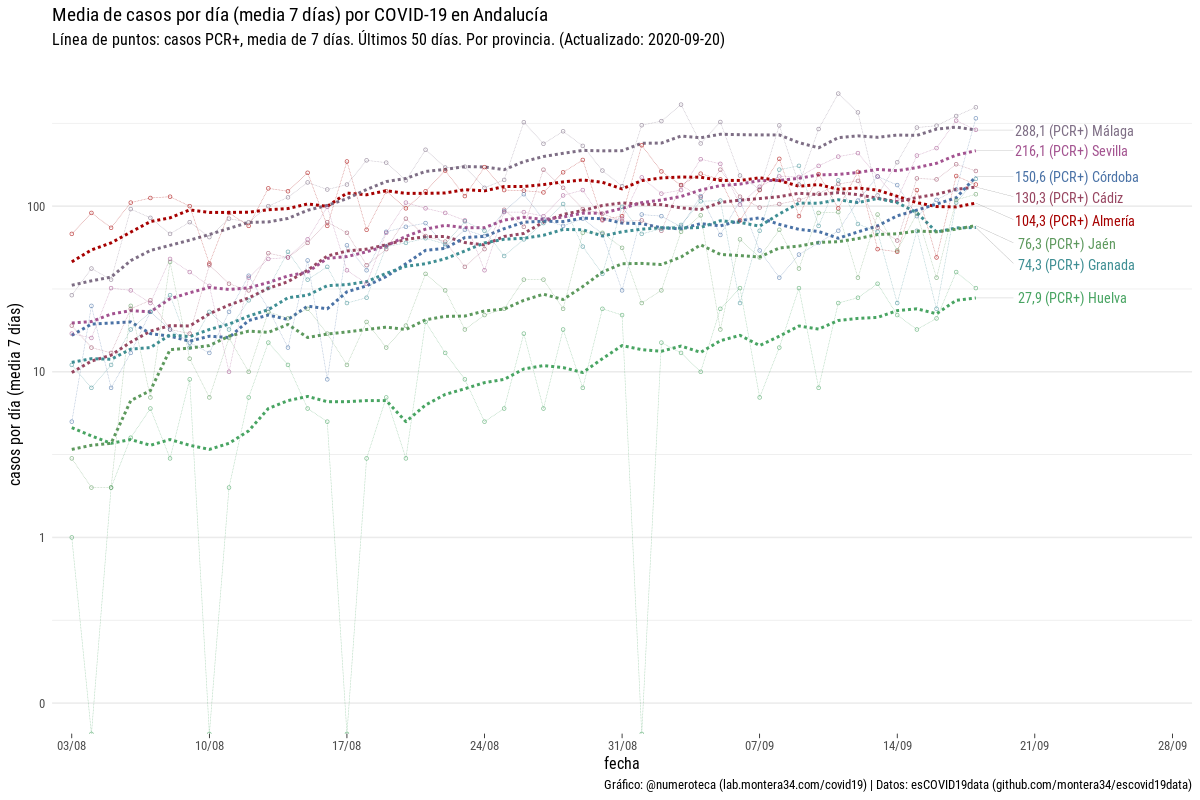 Media de casos por día (media 7 días) por COVID-19 en Andalucía
Línea de puntos: casos PCR+, media de 7 días. Últimos 50 días. Por provincia. (Actualizado: 2020-09-20)
casos por día (media 7 días)
100
10
1
0
288,1 (PCR+) Málaga
216,1 (PCR+) Sevilla
150,6 (PCR+) Córdoba
130,3 (PCR+) Cádiz
104,3 (PCR+) Almería
76,3 (PCR+) Jaén
74,3 (PCR+) Granada
27,9 (PCR+) Huelva
03/08 10/08 17/08 24/08 31/08 07/09 14/09 21/09 28/09
fecha
Gráfico: @numeroteca (lab.montera34.com/covid19) | Datos: esCOVID19data (github.com/montera34/escovid19data)